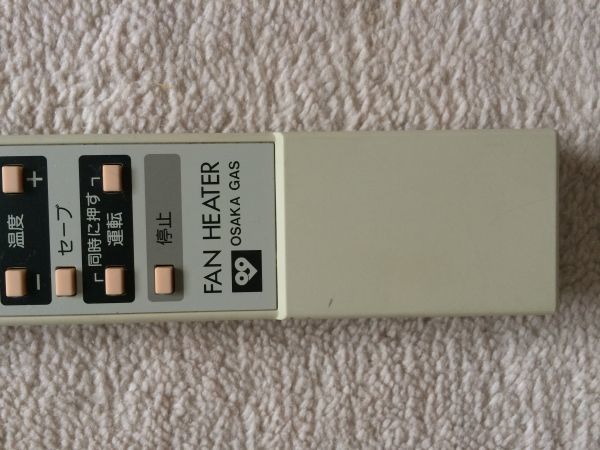 － 温度 ＋
セーブ
「同時に押す」
運転
停止
FAN HEATER
OSAKA GAS